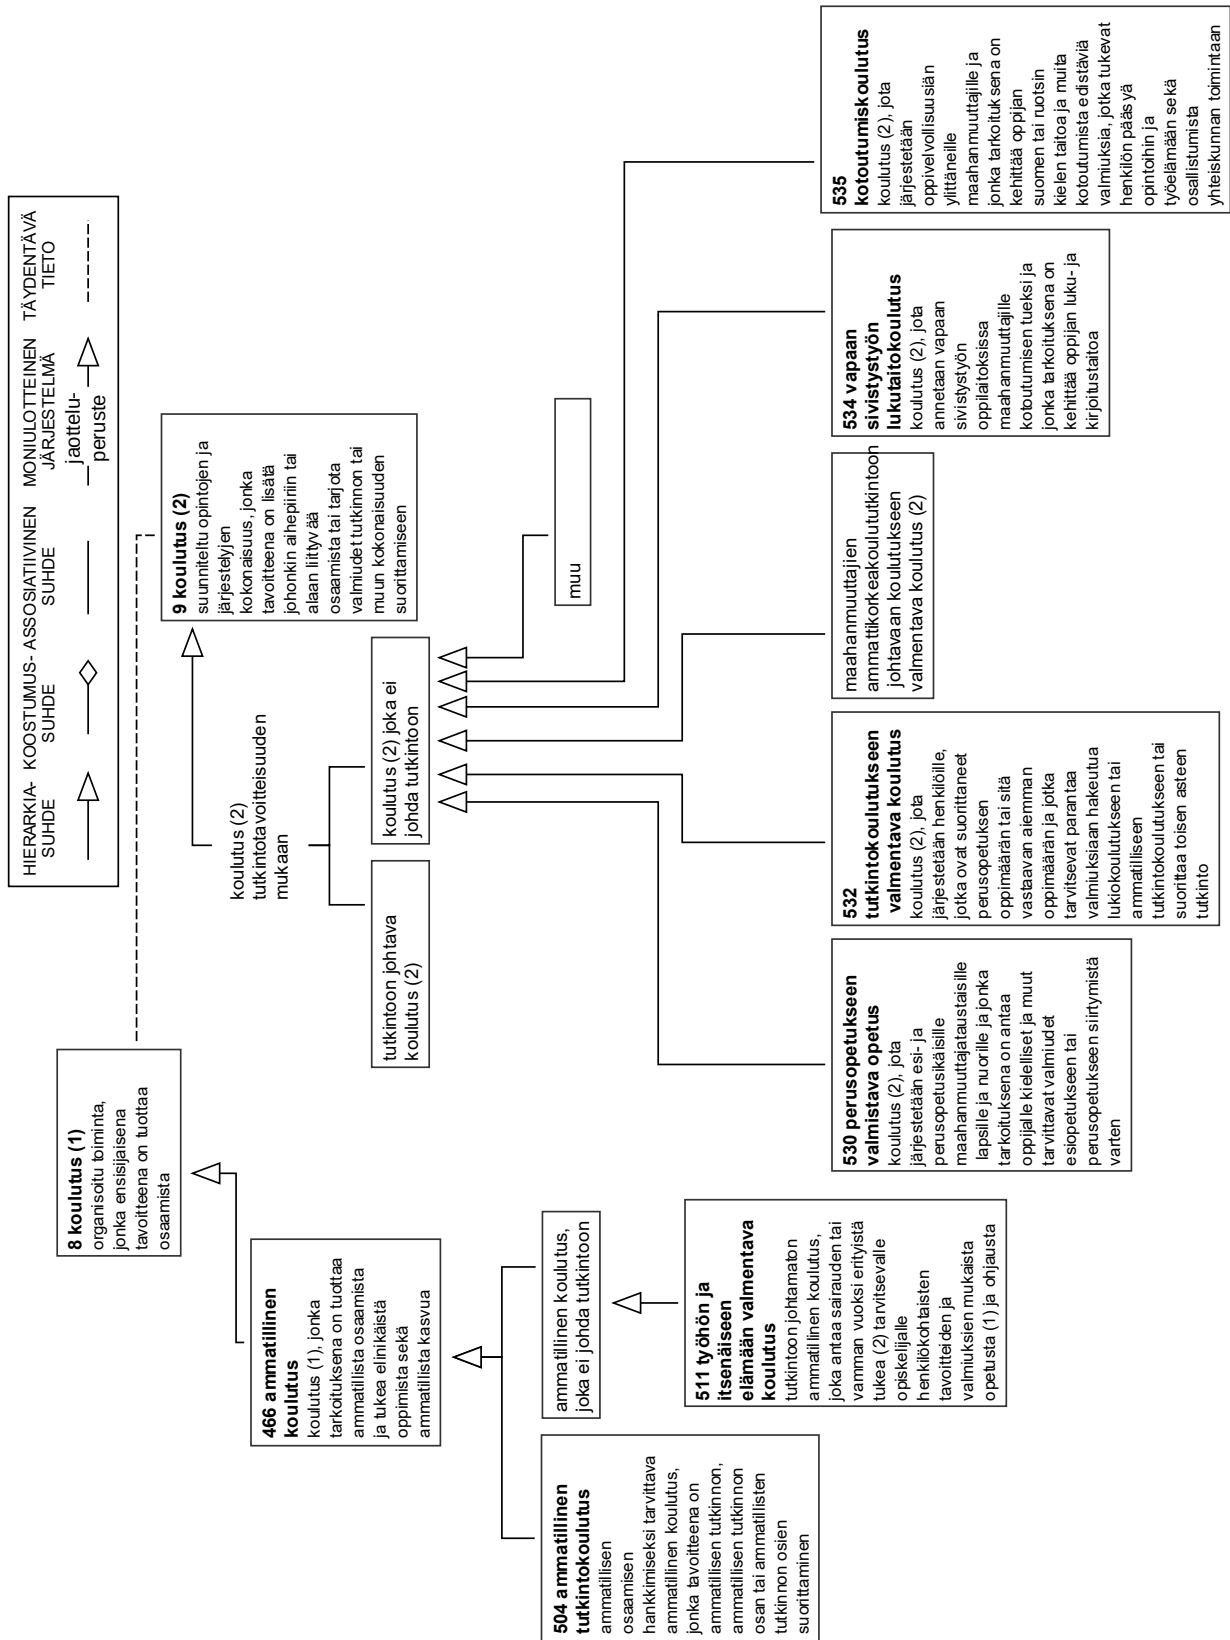 HIERARKIA-
SUHDE
KOOSTUMUS-
SUHDE
ASSOSIATIIVINEN
SUHDE
MONIULOTTEINEN
JÄRJESTELMÄ
jaottelu-
peruste
TÄYDENTÄVÄ
TIETO
8 koulutus (1)
organisoitu toiminta,
jonka ensisijaisena
tavoitteena on tuottaa
osaamista
9 koulutus (2)
suunniteltu opintojen ja
järjestelyjen
kokonaisuus, jonka
tavoitteena on lisätä
johonkin aihepiiriin tai
alaan liittyvää
osaamista tai tarjota
valmiudet tutkinnon tai
muun kokonaisuuden
suorittamiseen
466 ammatillinen
koulutus
koulutus (1), jonka
tarkoituksena on tuottaa
ammatillista osaamista
ja tukea elinikäistä
oppimista sekä
ammatillista kasvua
koulutus (2)
tutkintotavoitteisuuden
mukaan
tutkintoon johtava
koulutus (2)
koulutus (2) joka ei
johda tutkintoon
504 ammatillinen
tutkintokoulutus
ammatillisen
osaamisen
hankkimiseksi tarvittava
ammatillinen koulutus,
jonka tavoitteena on
ammatillisen tutkinnon,
ammatillisen tutkinnon
osan tai ammatillisten
tutkinnon osien
suorittaminen
ammatillinen koulutus,
joka ei johda tutkintoon
muu
511 työhön ja
itsenäiseen
elämään valmentava
koulutus
tutkintoon johtamaton
ammatillinen koulutus,
joka antaa sairauden tai
vamman vuoksi erityistä
tukea (2) tarvitsevalle
opiskelijalle
henkilökohtaisten
tavoitteiden ja
valmiuksien mukaista
opetusta (1) ja ohjausta
530 perusopetukseen
valmistava opetus
koulutus (2), jota
järjestetään esi- ja
perusopetusikäisille
maahanmuuttajataustaisille
lapsille ja nuorille ja jonka
tarkoituksena on antaa
oppijalle kielelliset ja muut
tarvittavat valmiudet
esiopetukseen tai
perusopetukseen siirtymistä
varten
532
tutkintokoulutukseen
valmentava koulutus
koulutus (2), jota
järjestetään henkilöille,
jotka ovat suorittaneet
perusopetuksen
oppimäärän tai sitä
vastaavan aiemman
oppimäärän ja jotka
tarvitsevat parantaa
valmiuksiaan hakeutua
lukiokoulutukseen tai
ammatilliseen
tutkintokoulutukseen tai
suorittaa toisen asteen
tutkinto
maahanmuuttajien
ammattikorkeakoulututkintoon
johtavaan koulutukseen
valmentava koulutus (2)
534 vapaan
sivistystyön
lukutaitokoulutus
koulutus (2), jota
annetaan vapaan
sivistystyön
oppilaitoksissa
maahanmuuttajille
kotoutumisen tueksi ja
jonka tarkoituksena on
kehittää oppijan luku- ja
kirjoitustaitoa
535
kotoutumiskoulutus
koulutus (2), jota
järjestetään
oppivelvollisuusiän
ylittäneille
maahanmuuttajille ja
jonka tarkoituksena on
kehittää oppijan
suomen tai ruotsin
kielen taitoa ja muita
kotoutumista edistäviä
valmiuksia, jotka tukevat
henkilön pääsyä
opintoihin ja
työelämään sekä
osallistumista
yhteiskunnan toimintaan